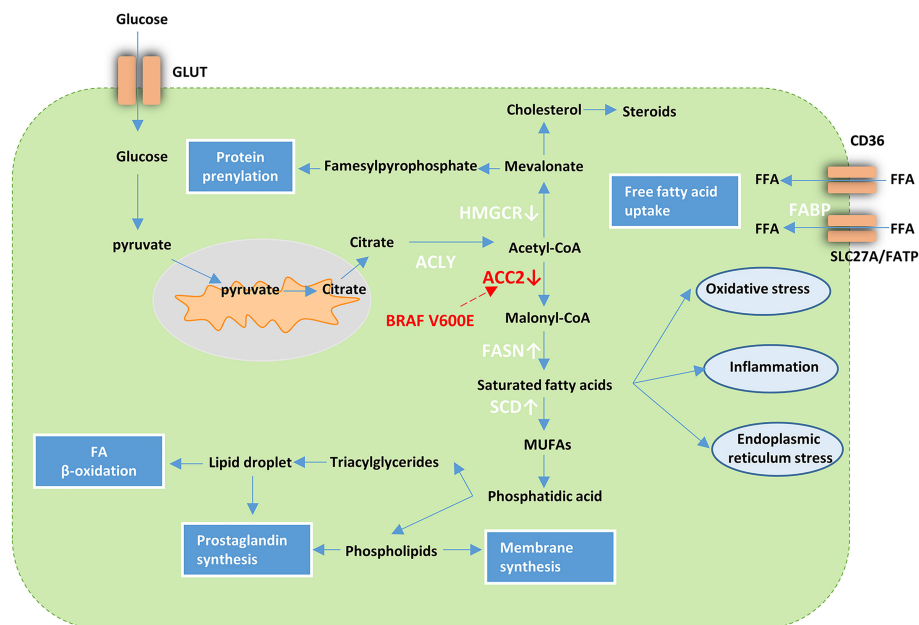 Glucose
GLUT
Cholesterol
Steroids
CD36
Glucose
Protein
prenylation
Famesylpyrophosphate
Mevalonate
Free fatty acid
uptake
FFA
FFA
FABP
HMGCR↓
FFA
FFA
SLC27A/FATP
pyruvate
Citrate
ACLY
Acetyl-CoA
pyruvate
Citrate
ACC2↓
Oxidative stress
BRAF V600E
Malonyl-CoA
FASN↑
Inflammation
Saturated fatty acids
SCD↑
MUFAs
Endoplasmic
reticulum stress
FA
β-oxidation
Lipid droplet
Triacylglycerides
Phosphatidic acid
Prostaglandin
synthesis
Phospholipids
Membrane
synthesis